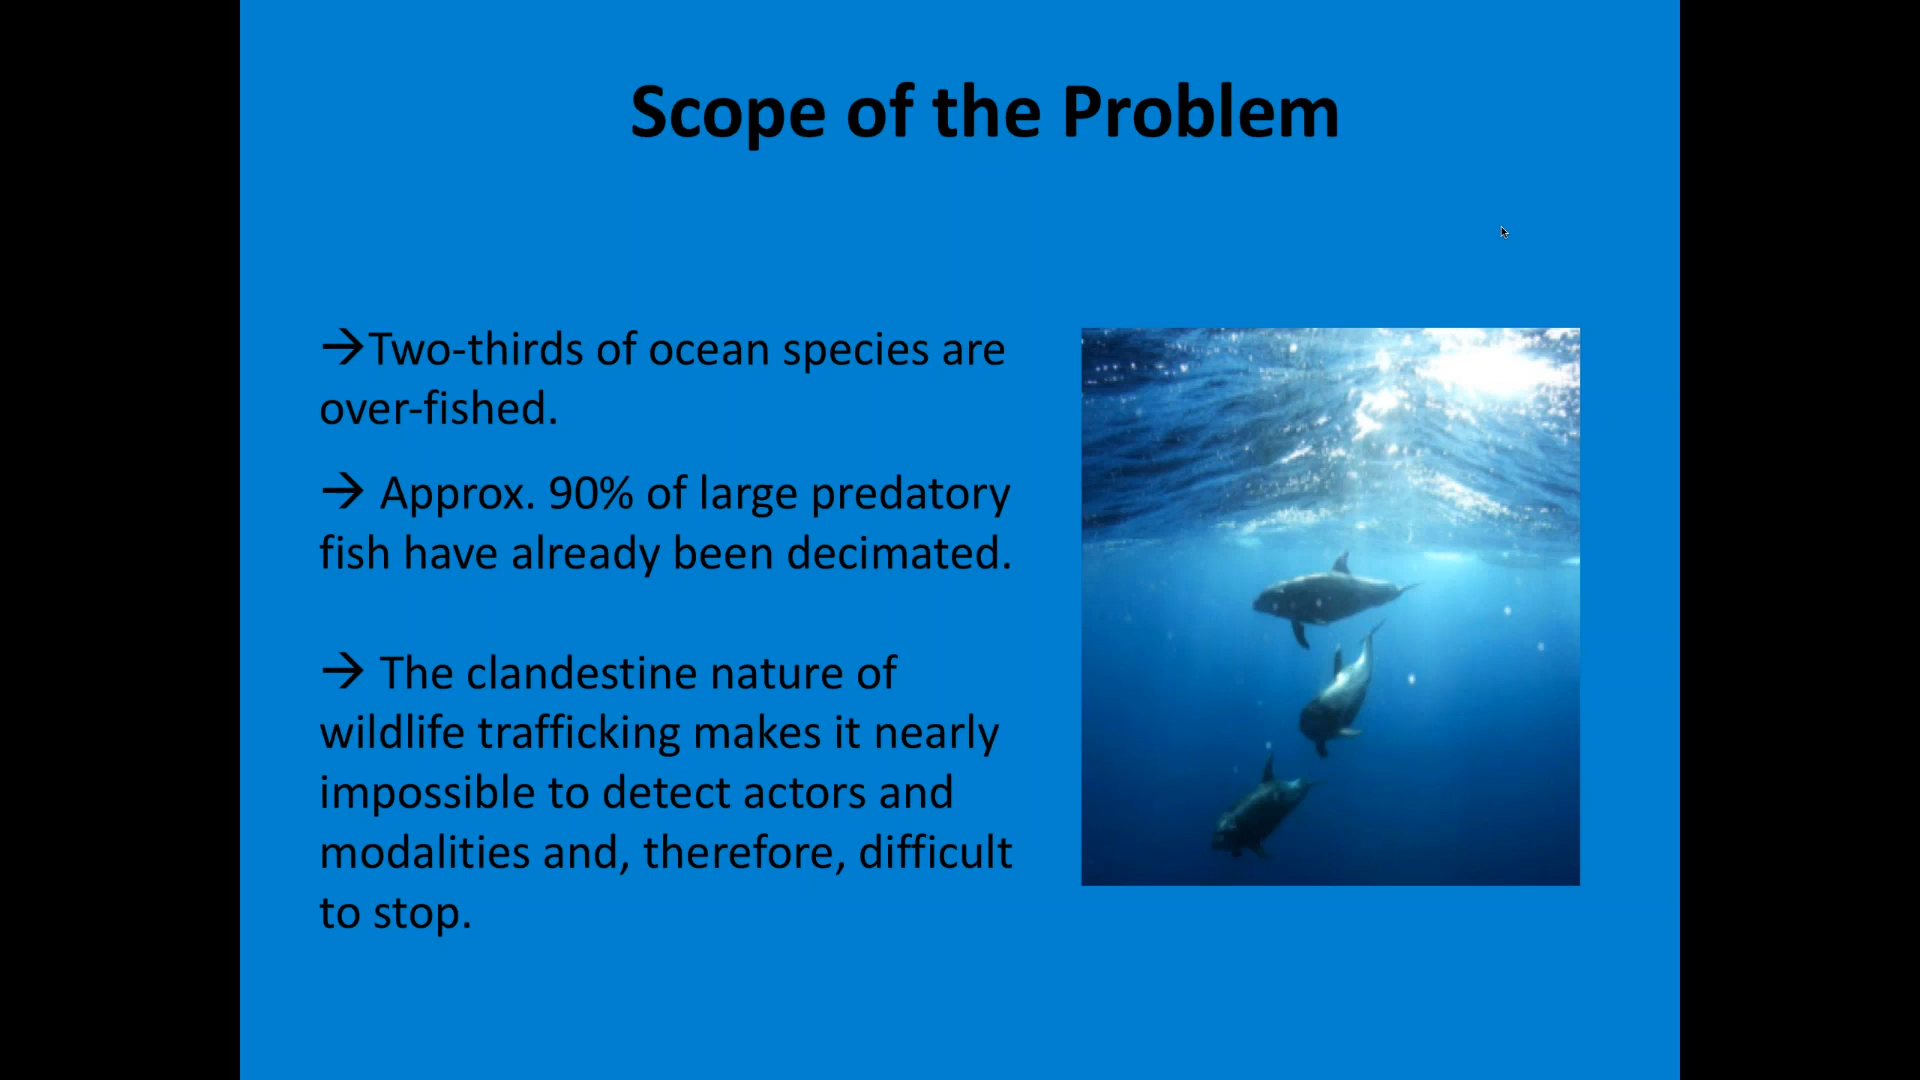 Scope of the Problem
→Two-thirds of ocean species are
over-fished.
→ Approx. 90% of large predatory
fish have already been decimated.
→ The clandestine nature of
wildlife trafficking makes it nearly
impossible to detect actors and
modalities and, therefore, difficult
to stop.